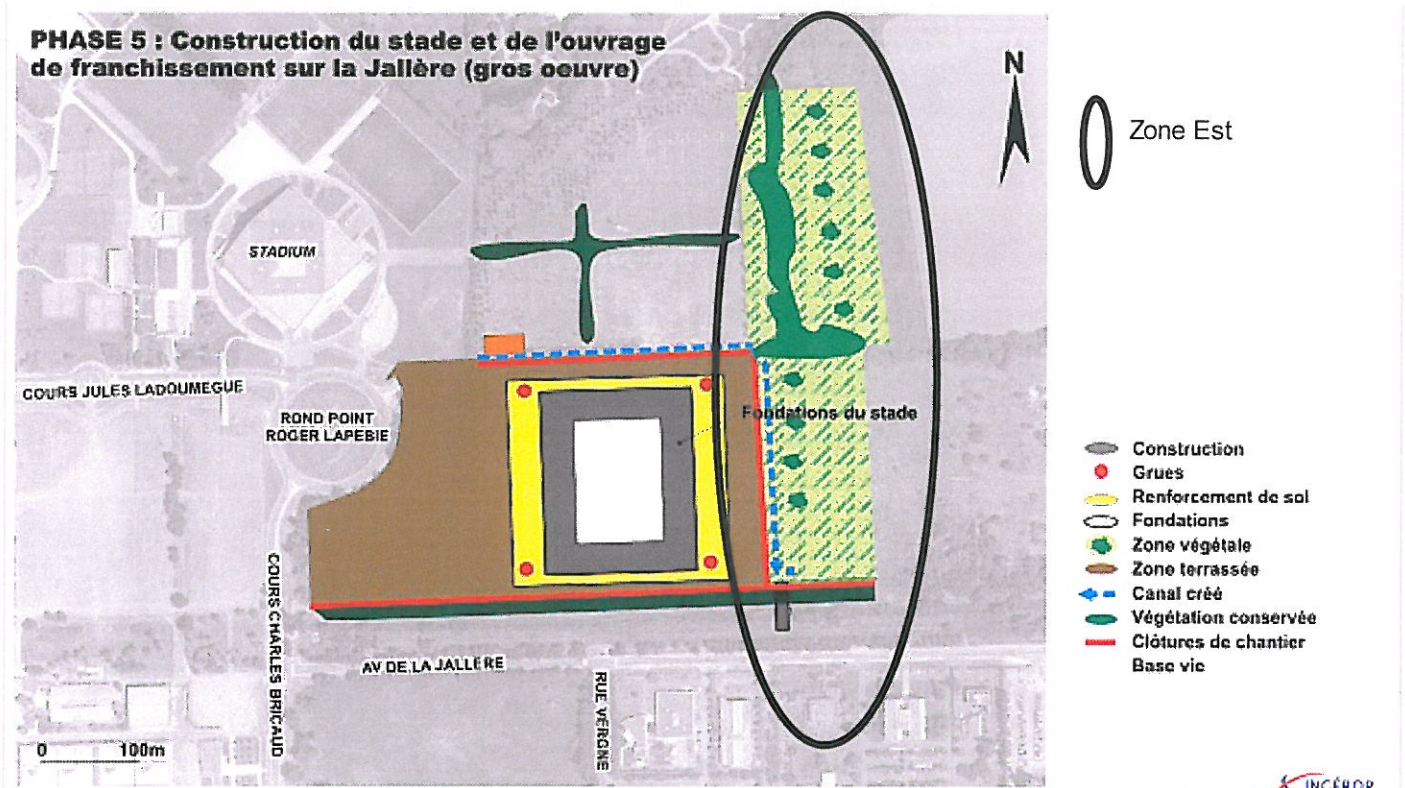 PHASE 5 : Construction du stade et de l'ouvrage
de franchissement sur la Jallère (gros oeuvre)
N
Zone Est
STADIUM
COURS JULES LADOUMEGUE
ROND POINT
ROGER LAPEBIE
Fondations du stade
Construction
Grues
Renforcement de sol
Fondations
Zone végétale
Zone terrassée
Canal créé
Végétation conservée
Clôtures de chantier
Base vie
COURS CHARLES BRICAUD
AV DE LA JALLERE
RUE VERGNE
0 100m
INGÉROP